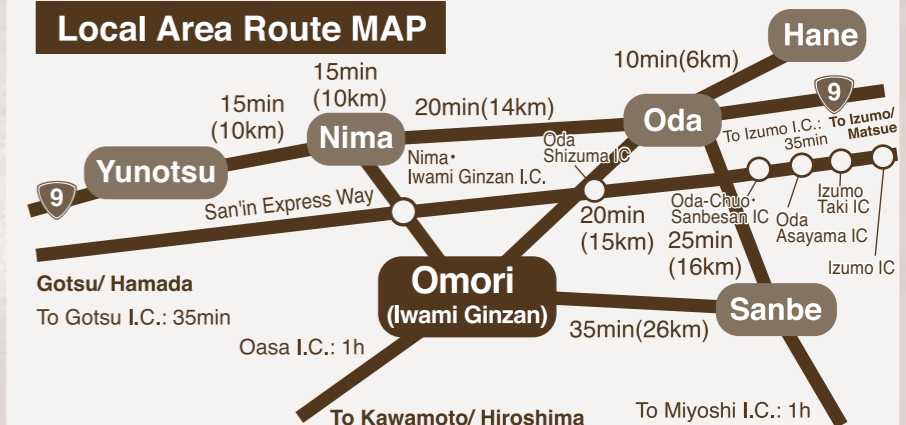 Local Area Route MAP
Hane
10min(6km)
15min
(10km)
15min
(10km)
20min(14km)
9
Oda
To Izumo I.C.:
35min
To Izumo/
Matsue
Nima
Oda
Shizuma IC
Yunotsu
Nima・
Iwami Ginzan I.C.
9
San'in Express Way
20min
(15km)
Oda-Chuo・
Sanbesan IC
Oda
Asayama IC
Izumo
Taki IC
Izumo IC
25min
(16km)
Gotsu/ Hamada
To Gotsu I.C.: 35min
Omori
(Iwami Ginzan)
Sanbe
35min(26km)
Oasa I.C.: 1h
To Kawamoto/ Hiroshima
To Miyoshi I.C.: 1h